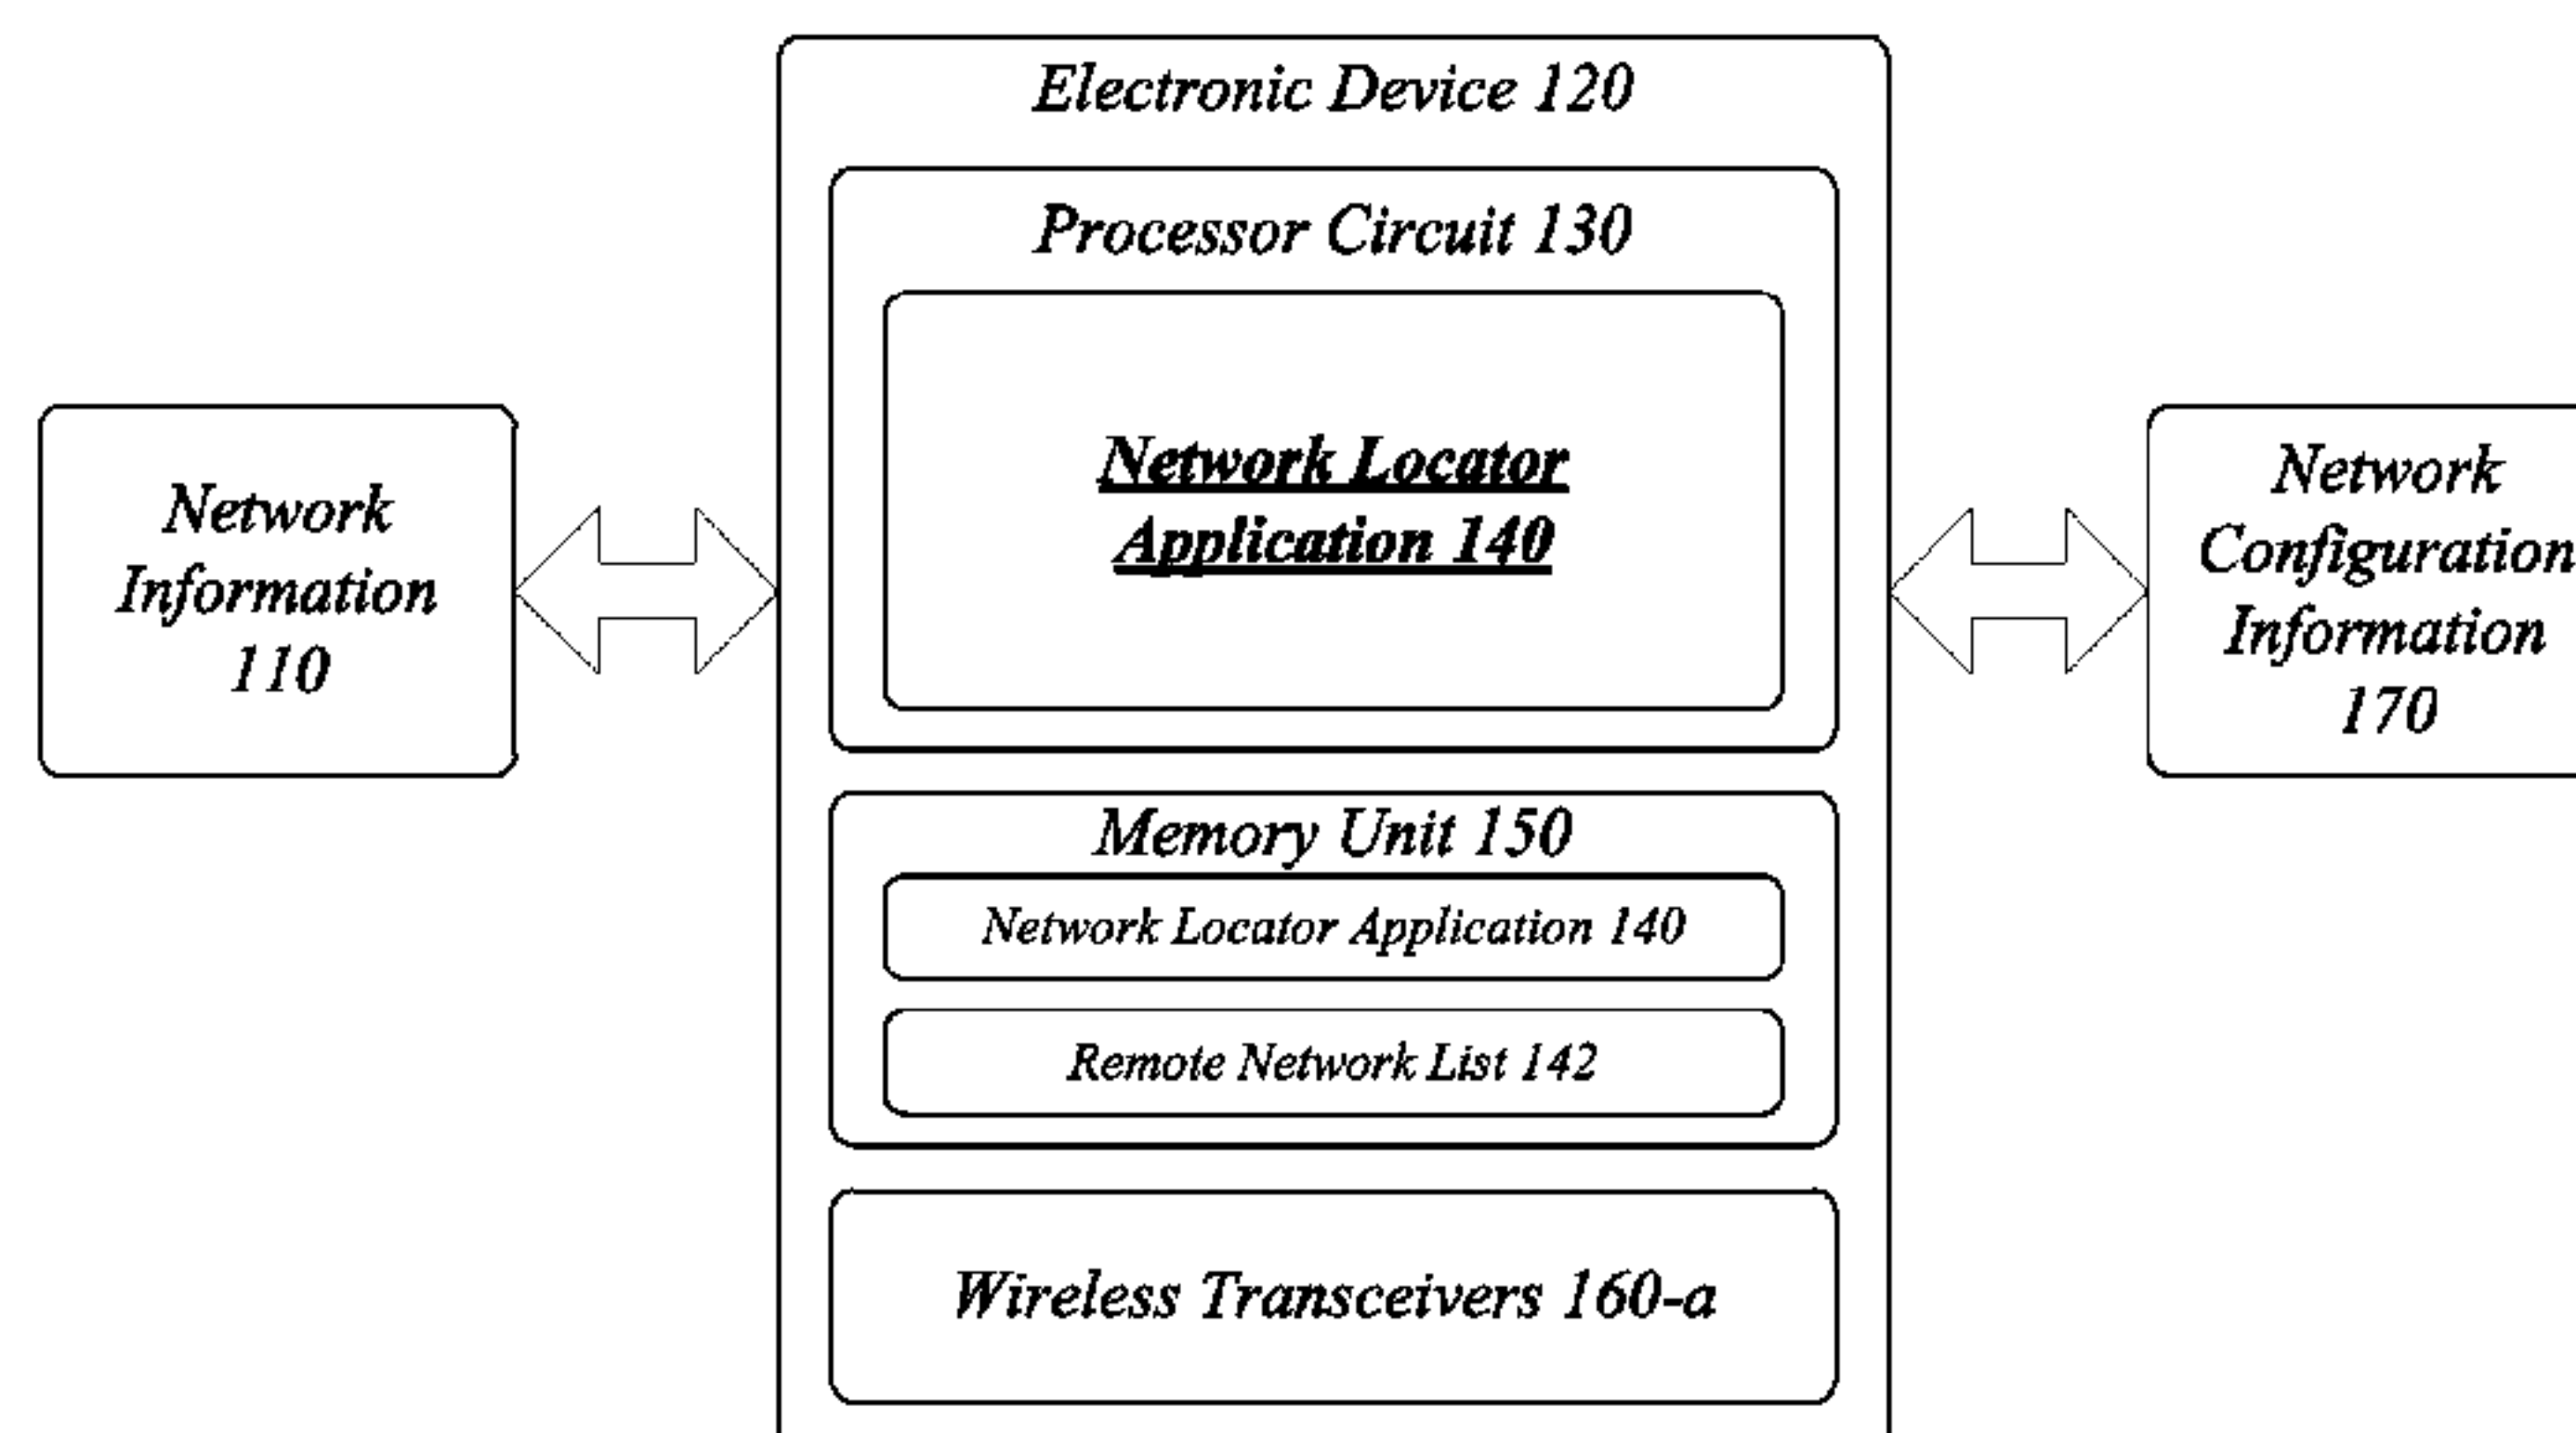 Electronic Device 120
Processor Circuit 130
Network Locator
Application 140
Network
Information
110
Network
Configuration
Information
170
Memory Unit 150
Network Locator Application 140
Remote Network List 142
Wireless Transceivers 160-a